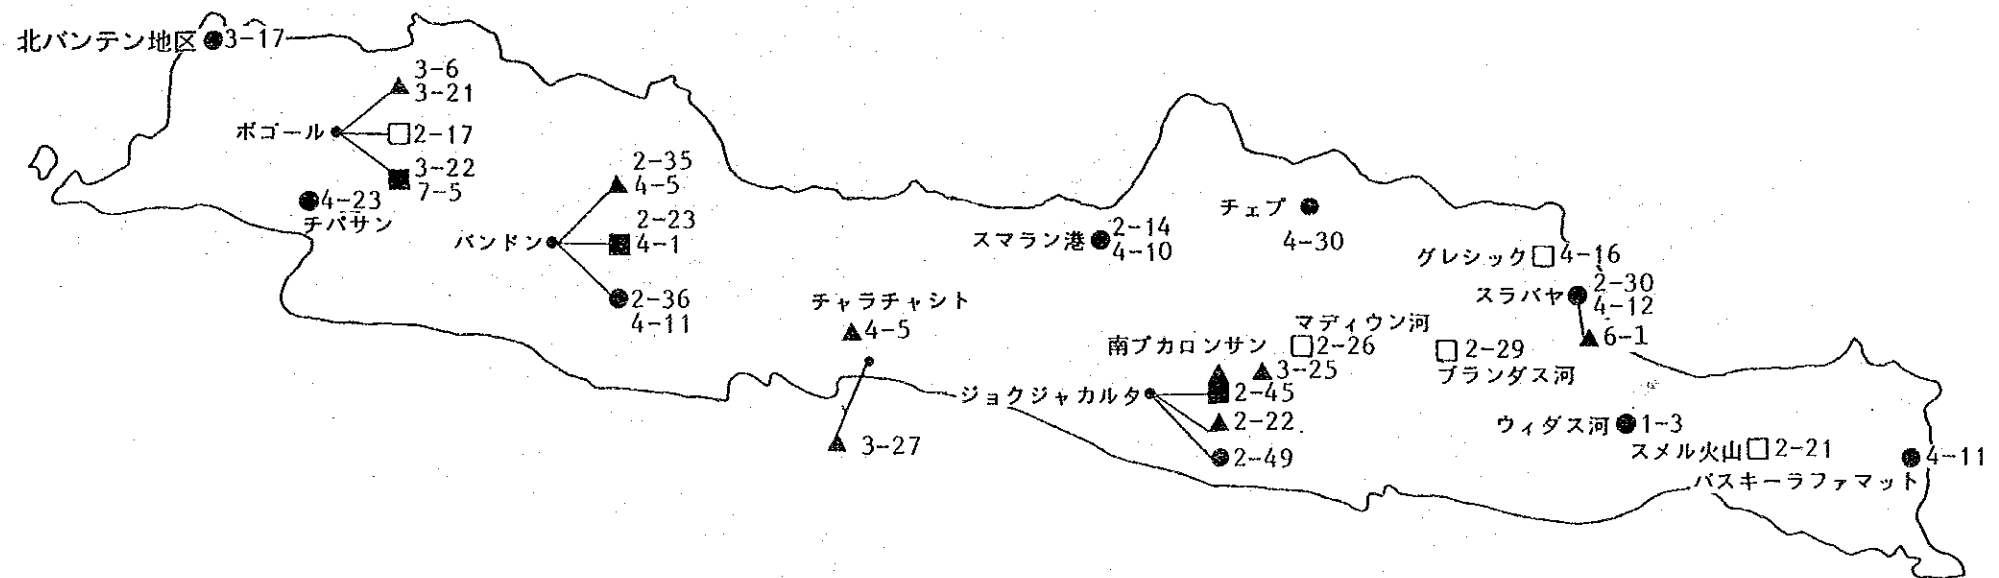 北バンテン地区 3-17
3-6
3-21
ボゴール
2-17
3-22
7-5
4-23
チパサン
2-35
4-5
2-23
4-1
バンドン
2-36
4-11
チャラチャシト
4-5
3-27
スマラン港 2-14
4-10
チェプ
4-30
グレシック 4-16
スラバヤ 2-30
4-12
6-1
マディウン河
2-26
南プカロンサン
3-25
2-29
ブランダス河
ジョクジャカルタ
2-45
2-22
2-49
ウィダス河 1-3
スメル火山 2-21
4-11
バスキーラファマット